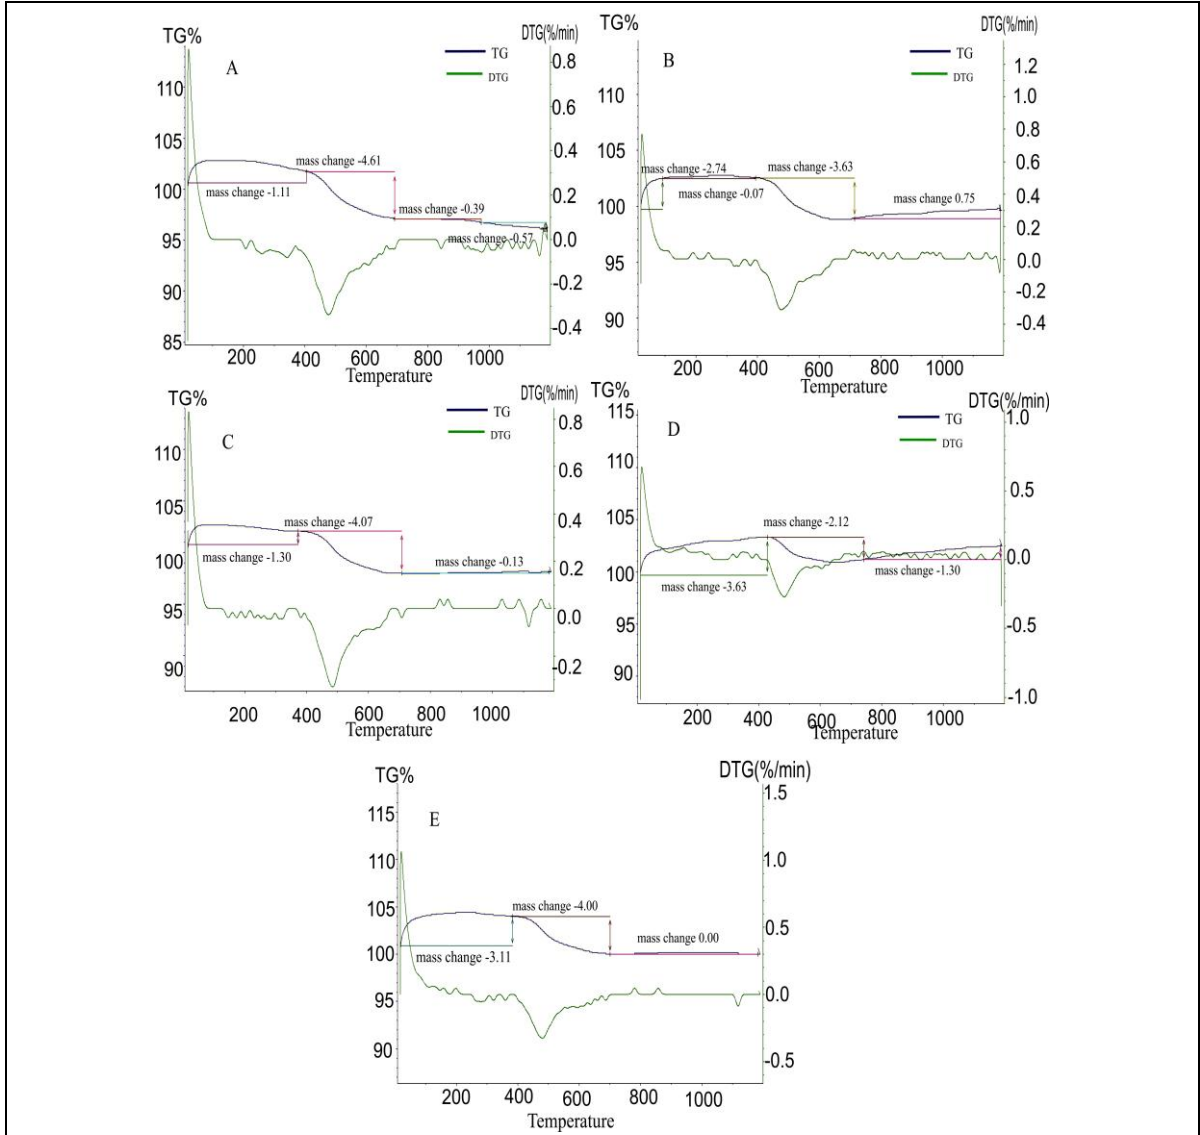 TG%
DTG(%/min)
A
TG
DTG
0.8
110
0.6
105
0.4
mass change -4.61
100
mass change -1.11
0.2
mass change -0.39
95
mass change -0.57
0.0
90
-0.2
85
-0.4
200 400 600 800 1000
Temperature
TG%
DTG(%/min)
B
TG
DTG
1.2
110
1.0
105
0.8
mass change -2.74
mass change -3.63
0.6
mass change -0.07
mass change 0.75
0.4
100
0.2
95
0.0
-0.2
90
-0.4
200 400 600 800 1000
Temperature
TG%
DTG(%/min)
C
TG
DTG
0.8
110
0.6
105
mass change -4.07
0.4
mass change -1.30
100
mass change -0.13
0.2
95
0.0
90
-0.2
200 400 600 800 1000
Temperature
TG%
DTG(%/min)
D
TG
DTG
115
1.0
110
0.5
105
mass change -2.12
100
0.0
mass change -3.63
mass change -1.30
95
-0.5
90
-1.0
200 400 600 800 1000
Temperature
TG%
DTG(%/min)
E
1.5
115
110
1.0
105
mass change -4.00
0.5
100
mass change -3.11
mass change 0.00
95
0.0
90
-0.5
200 400 600 800 1000
Temperature